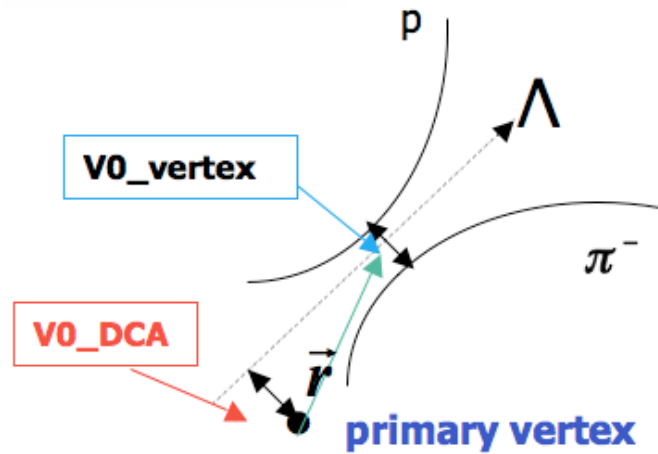 p
Λ
V0_vertex
π⁻
V0_DCA
r⃗
primary vertex